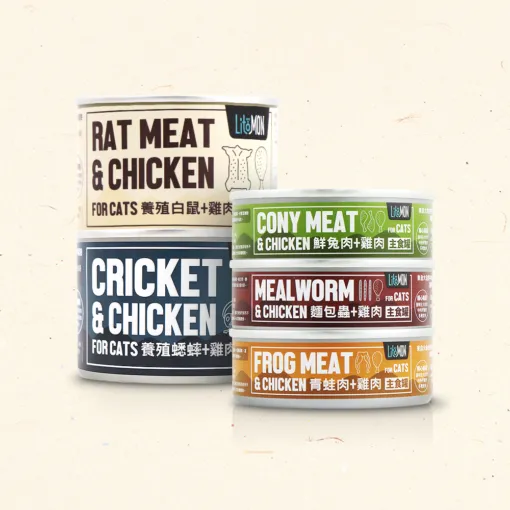 LitoMON
RAT MEAT
& CHICKEN
FOR CATS 養殖白鼠+雞肉
CRICKET
& CHICKEN
FOR CATS 養殖蟋蟀+雞肉
LitoMON
CONY MEAT
FOR CATS
& CHICKEN 鮮兔肉+雞肉 主食罐
LitoMON
MEALWORM
FOR CATS
& CHICKEN 麵包蟲+雞肉 主食罐
LitoMON
FROG MEAT
FOR CATS
& CHICKEN 青蛙肉+雞肉 主食罐